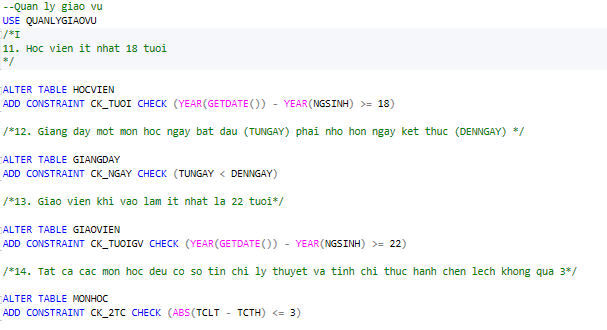 --Quan ly giao vu
USE QUANLYGIAOVU
/*I
11. Hoc vien it nhat 18 tuoi
*/
ALTER TABLE HOCVIEN
ADD CONSTRAINT CK_TUOI CHECK (YEAR(GETDATE()) - YEAR(NGSINH) >= 18)
/*12. Giang day mot mon hoc ngay bat dau (TUNGAY) phai nho hon ngay ket thuc (DENNGAY) */
ALTER TABLE GIANGDAY
ADD CONSTRAINT CK_NGAY CHECK (TUNGAY < DENNGAY)
/*13. Giao vien khi vao lam it nhat la 22 tuoi*/
ALTER TABLE GIAOVIEN
ADD CONSTRAINT CK_TUOIGV CHECK (YEAR(GETDATE()) - YEAR(NGSINH) >= 22)
/*14. Tat ca cac mon hoc deu co so tin chi ly thuyet va tinh chi thuc hanh chen lech khong qua 3*/
ALTER TABLE MONHOC
ADD CONSTRAINT CK_2TC CHECK (ABS(TCLT - TCTH) <= 3)